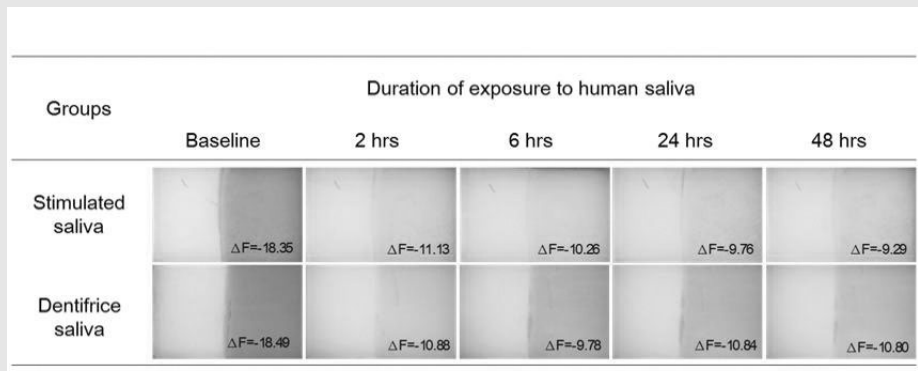 Duration of exposure to human saliva
Groups
Baseline 2 hrs 6 hrs 24 hrs 48 hrs
Stimulated
saliva
ΔF=-18.35 ΔF=-11.13 ΔF=-10.26 ΔF=-9.76 ΔF=-9.29
Dentifrice
saliva
ΔF=-18.49 ΔF=-10.88 ΔF=-9.78 ΔF=-10.84 ΔF=-10.80